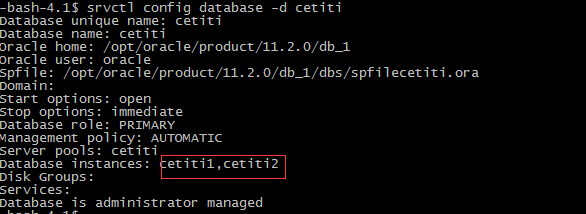 -bash-4.1$ srvctl config database -d cetiti
Database unique name: cetiti
Database name: cetiti
Oracle home: /opt/oracle/product/11.2.0/db_1
Oracle user: oracle
Spfile: /opt/oracle/product/11.2.0/db_1/dbs/spfilecetiti.ora
Domain:
Start options: open
Stop options: immediate
Database role: PRIMARY
Management policy: AUTOMATIC
Server pools: cetiti
Database instances: cetiti1,cetiti2
Disk Groups:
Services:
Database is administrator managed
-bash-4.1$